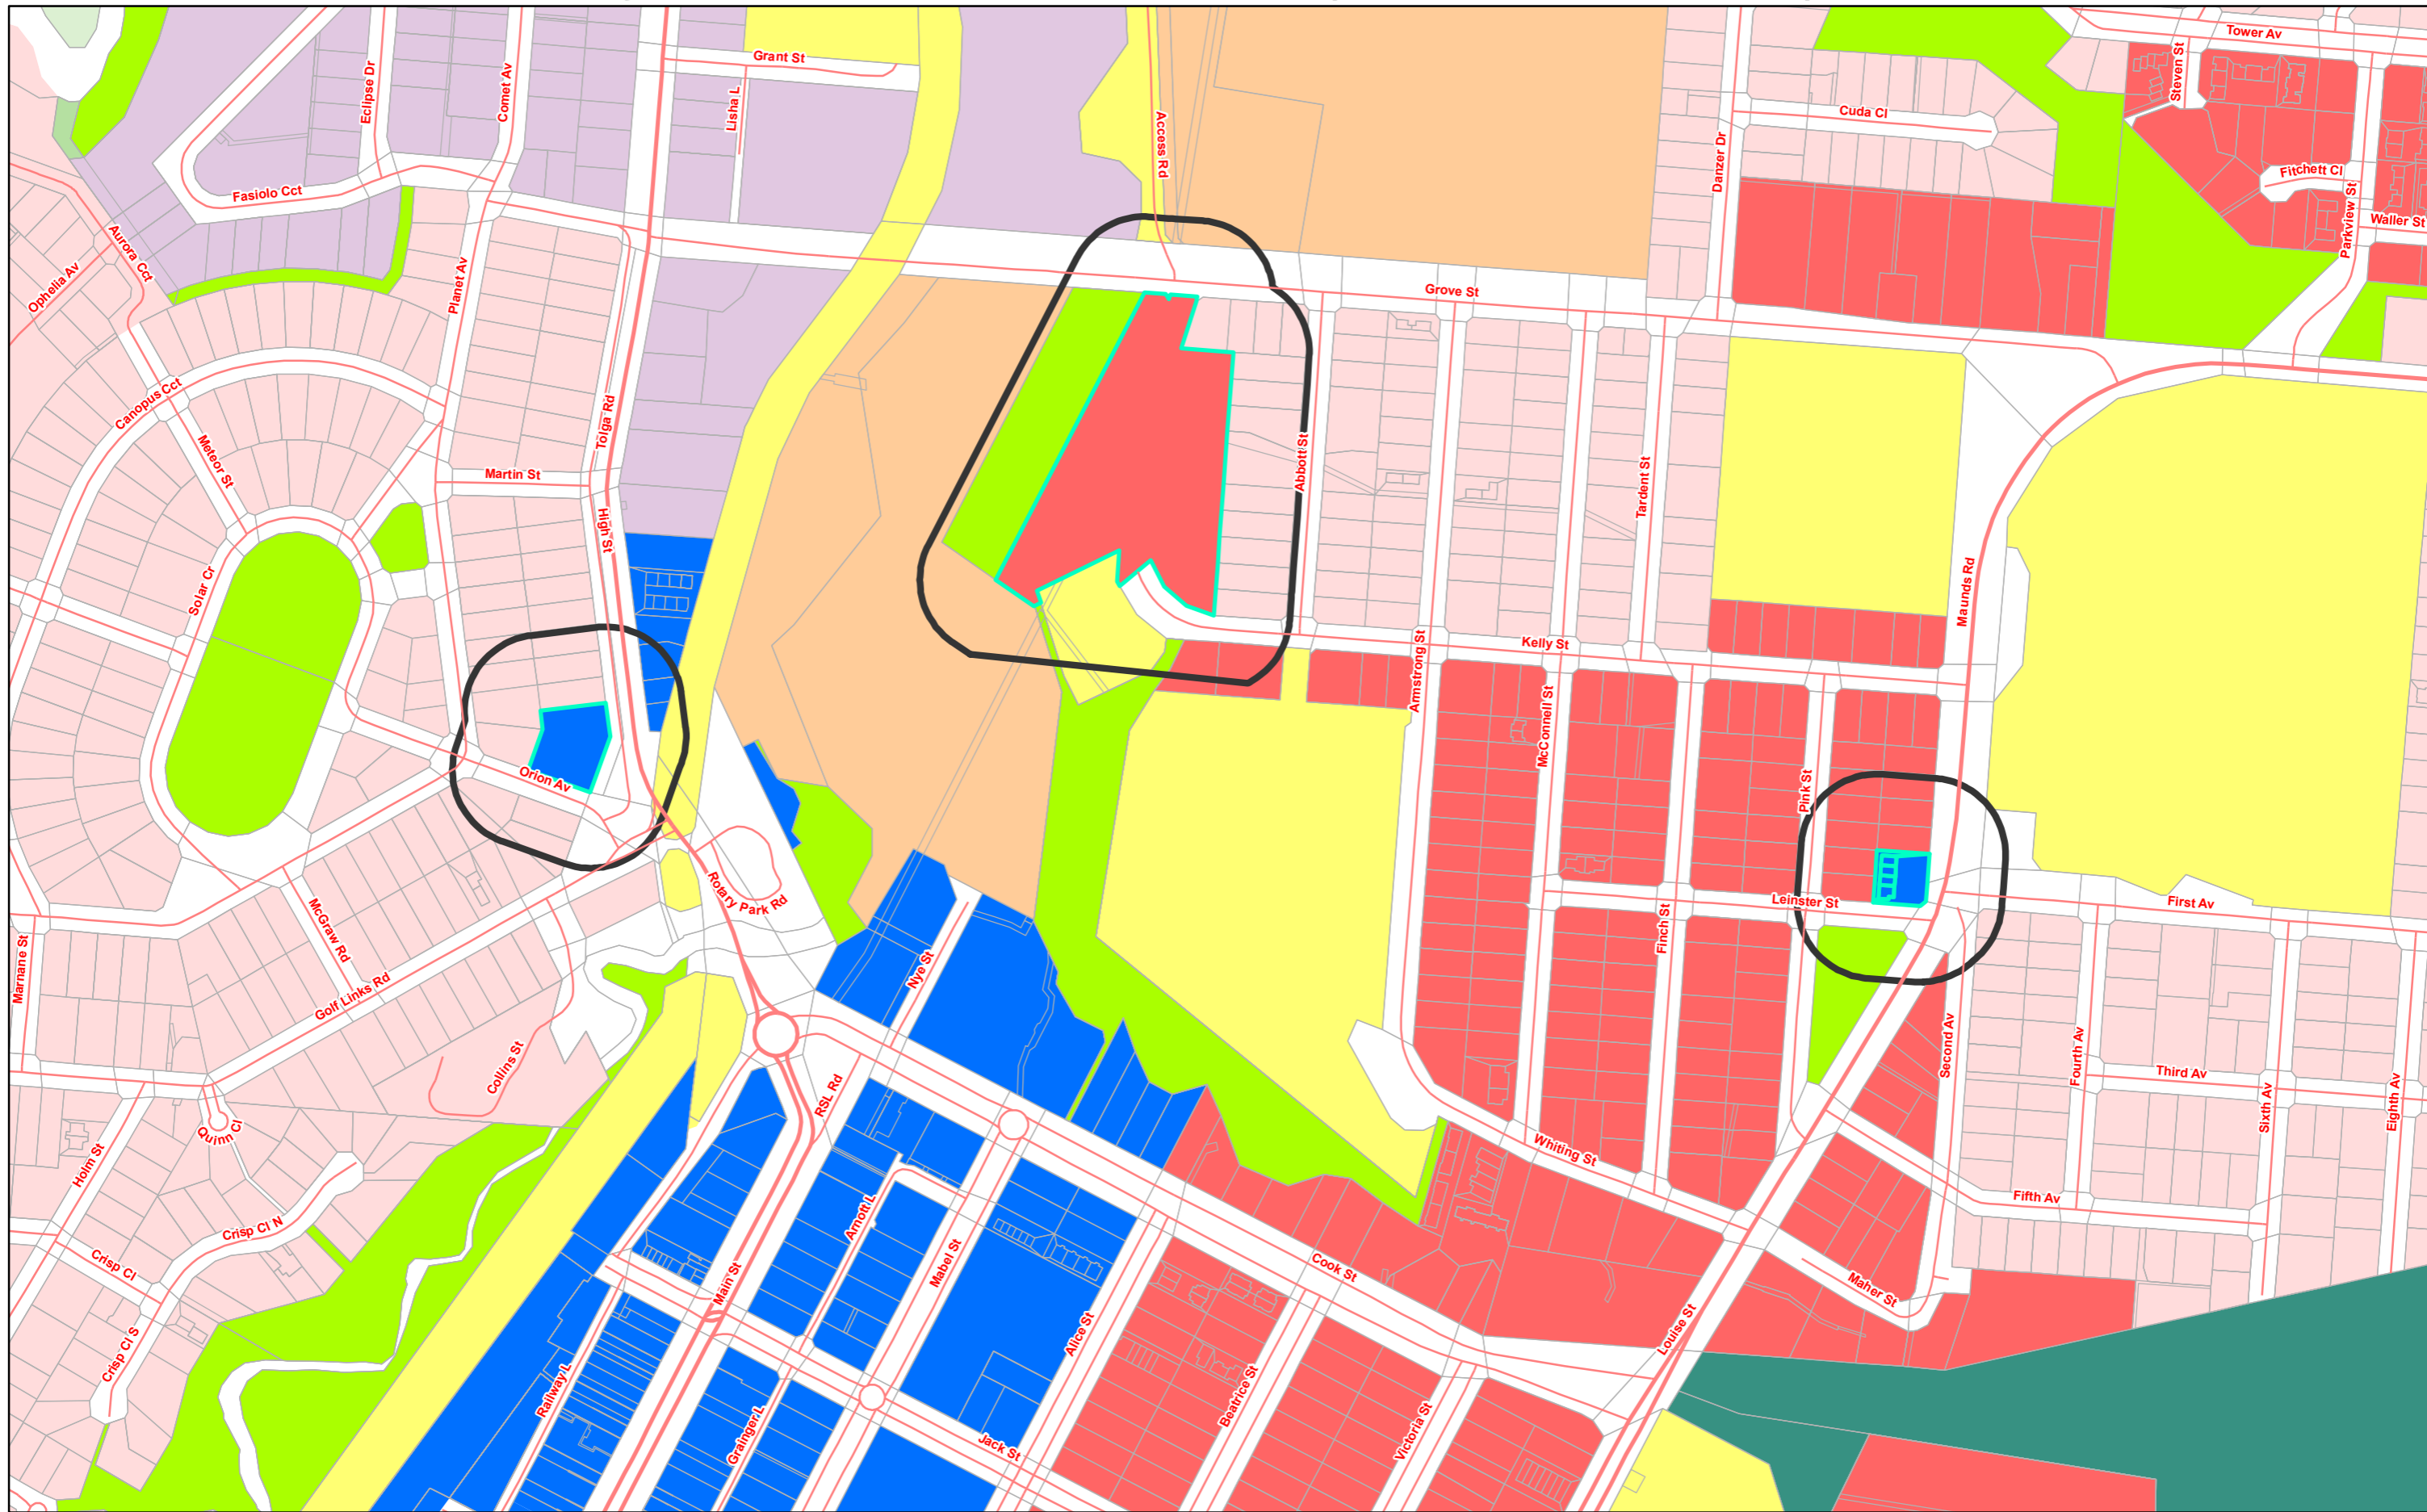 Tower Av
Grant St
Steven St
Eclipse Dr
Comet Av
Lisha L
Access Rd
Cuda Cl
Danzer Dr
Fitchett Cl
Fasiolo Cct
Waller St
Parkview St
Aurora Cct
Ophelia Av
Planet Av
Grove St
Canopus Cct
Tolga Rd
Meteor St
Martin St
Abbott St
Tardent St
High St
Solar Cr
Maunds Rd
Kelly St
Armstrong St
McConnell St
Orion Av
Pink St
Rotary Park Rd
Leinster St
First Av
McGraw Rd
Finch St
Marnane St
Nye St
Golf Links Rd
Second Av
Fourth Av
Collins St
Third Av
RSL Rd
Sixth Av
Eighth Av
Quinn Cl
Whiting St
Holm St
Arnott L
Fifth Av
Crisp Cl N
Mabel St
Crisp Cl
Cook St
Main St
Maher St
Alice St
Louise St
Crisp Cl S
Railway L
Beatrice St
Grainger L
Victoria St
Jack St